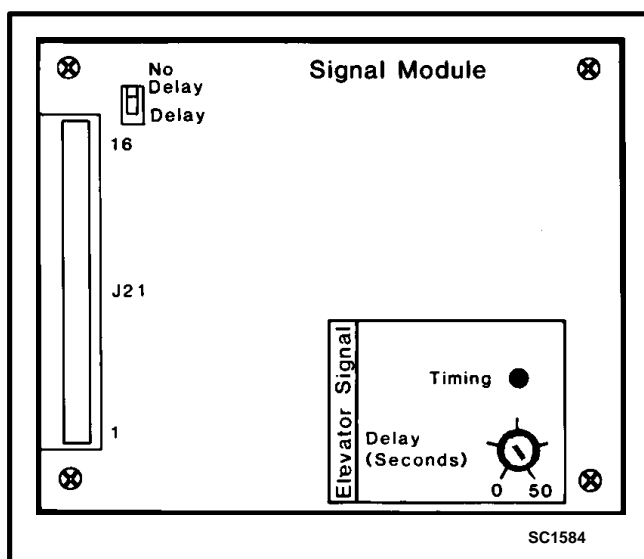 No
Delay
Delay
Signal Module
16
J21
1
Elevator Signal
Timing
Delay
(Seconds)
0 50
SC1584